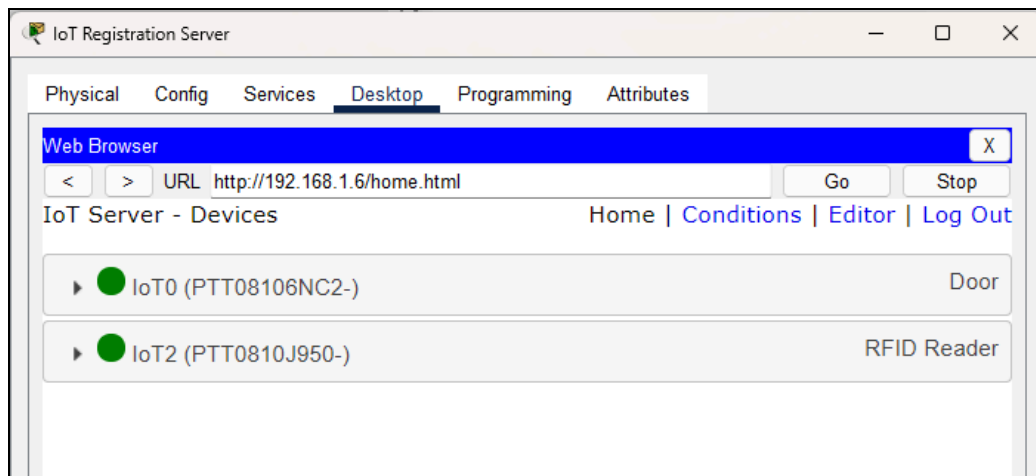 IoT Registration Server
Physical Config Services Desktop Programming Attributes
Web Browser X
< > URL http://192.168.1.6/home.html Go Stop
IoT Server - Devices Home | Conditions | Editor | Log Out
IoT0 (PTT08106NC2-) Door
IoT2 (PTT0810J950-) RFID Reader